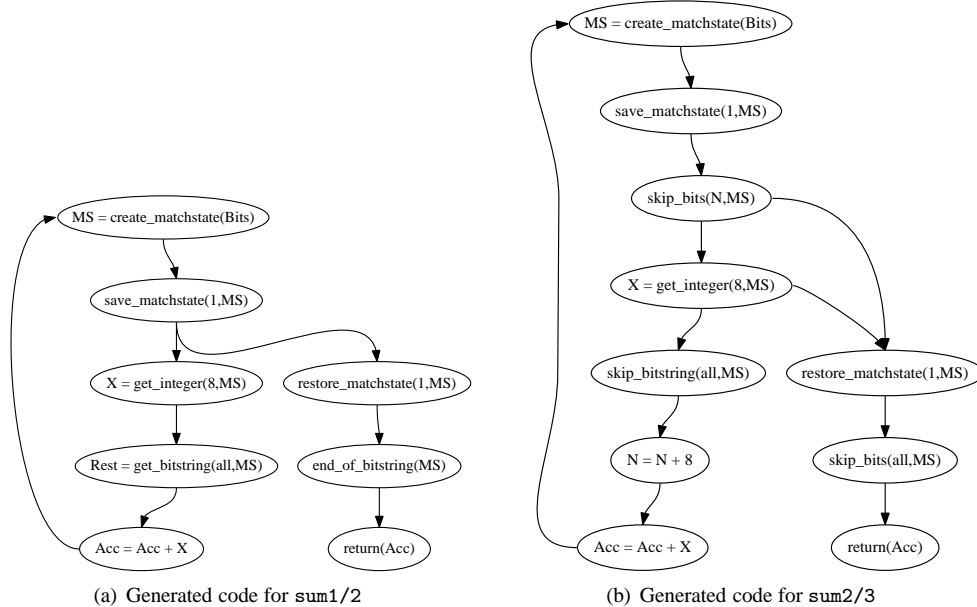 MS = create_matchstate(Bits)
save_matchstate(1,MS)
X = get_integer(8,MS)
restore_matchstate(1,MS)
Rest = get_bitstring(all,MS)
end_of_bitstring(MS)
Acc = Acc + X
return(Acc)
(a) Generated code for sum1/2
MS = create_matchstate(Bits)
save_matchstate(1,MS)
skip_bits(N,MS)
X = get_integer(8,MS)
skip_bitstring(all,MS)
restore_matchstate(1,MS)
N = N + 8
skip_bits(all,MS)
Acc = Acc + X
return(Acc)
(b) Generated code for sum2/3